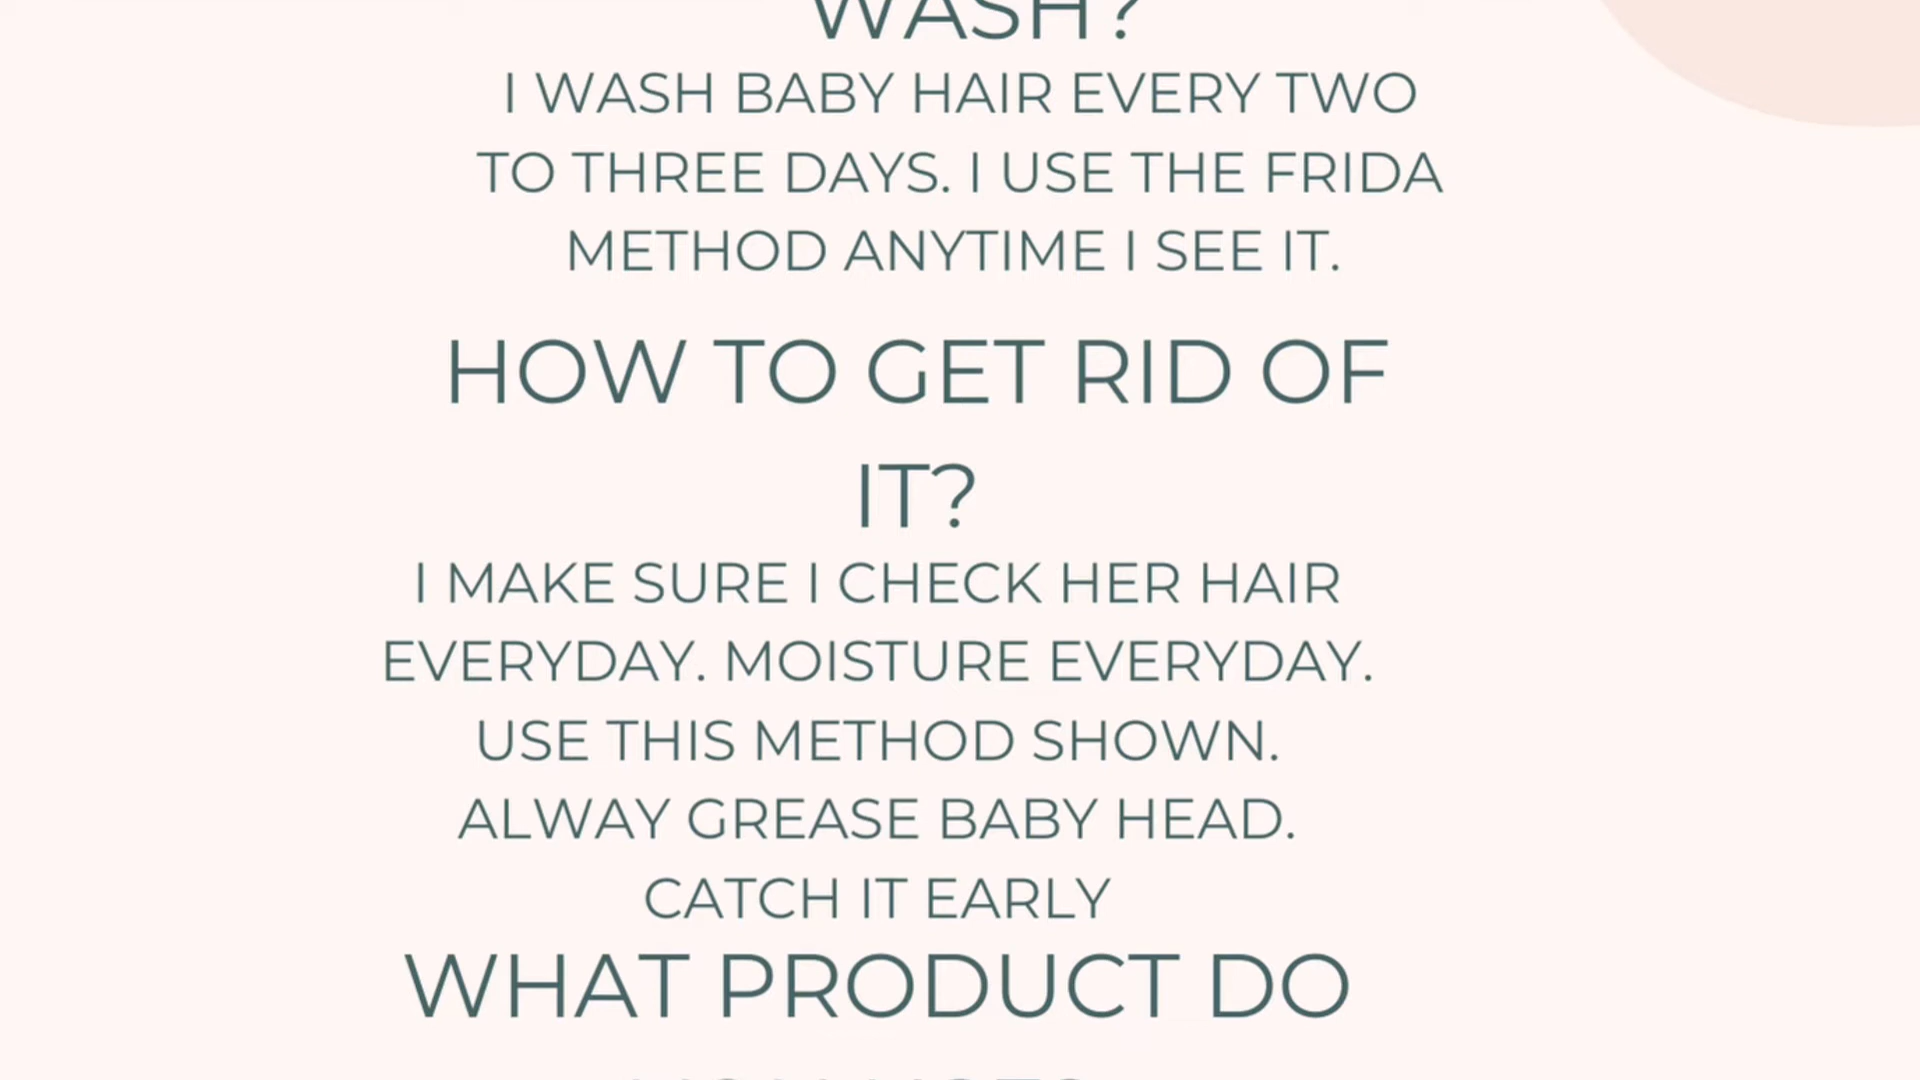 WASH?
I WASH BABY HAIR EVERY TWO
TO THREE DAYS. I USE THE FRIDA
METHOD ANYTIME I SEE IT.
HOW TO GET RID OF
IT?
I MAKE SURE I CHECK HER HAIR
EVERYDAY. MOISTURE EVERYDAY.
USE THIS METHOD SHOWN.
ALWAY GREASE BABY HEAD.
CATCH IT EARLY
WHAT PRODUCT DO